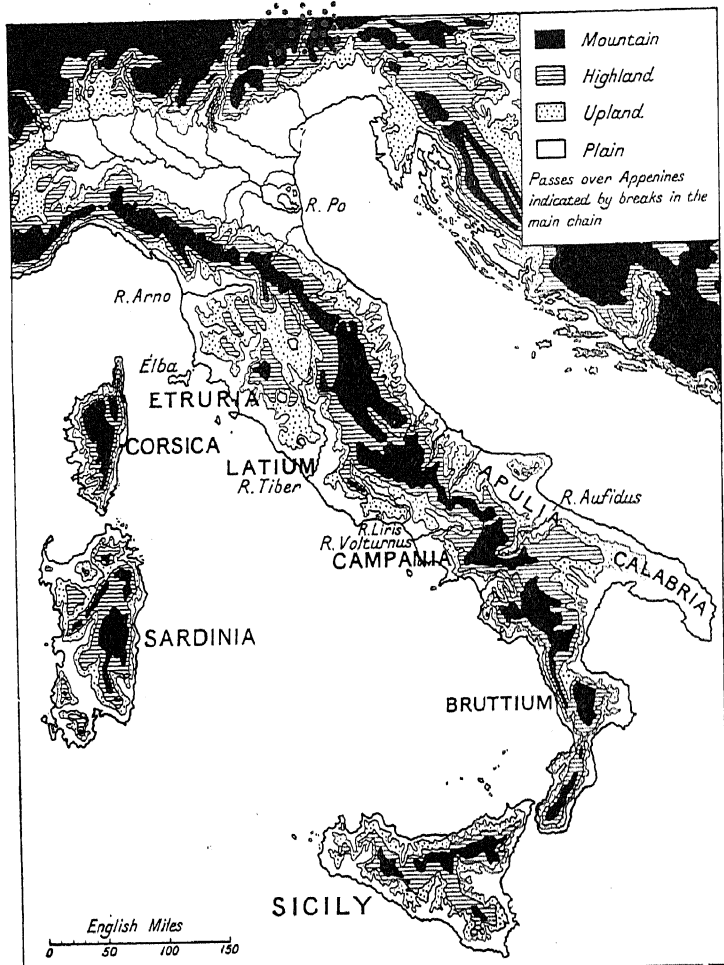 Mountain
Highland
Upland
Plain
Passes over Appenines
indicated by breaks in the
main chain
R. Po
R. Arno
Elba
ETRURIA
CORSICA
LATIUM
R. Tiber
APULIA
R. Aufidus
R. Liris
R. Volturnus
CAMPANIA
CALABRIA
SARDINIA
BRUTTIUM
SICILY
English Miles
0 50 100 150